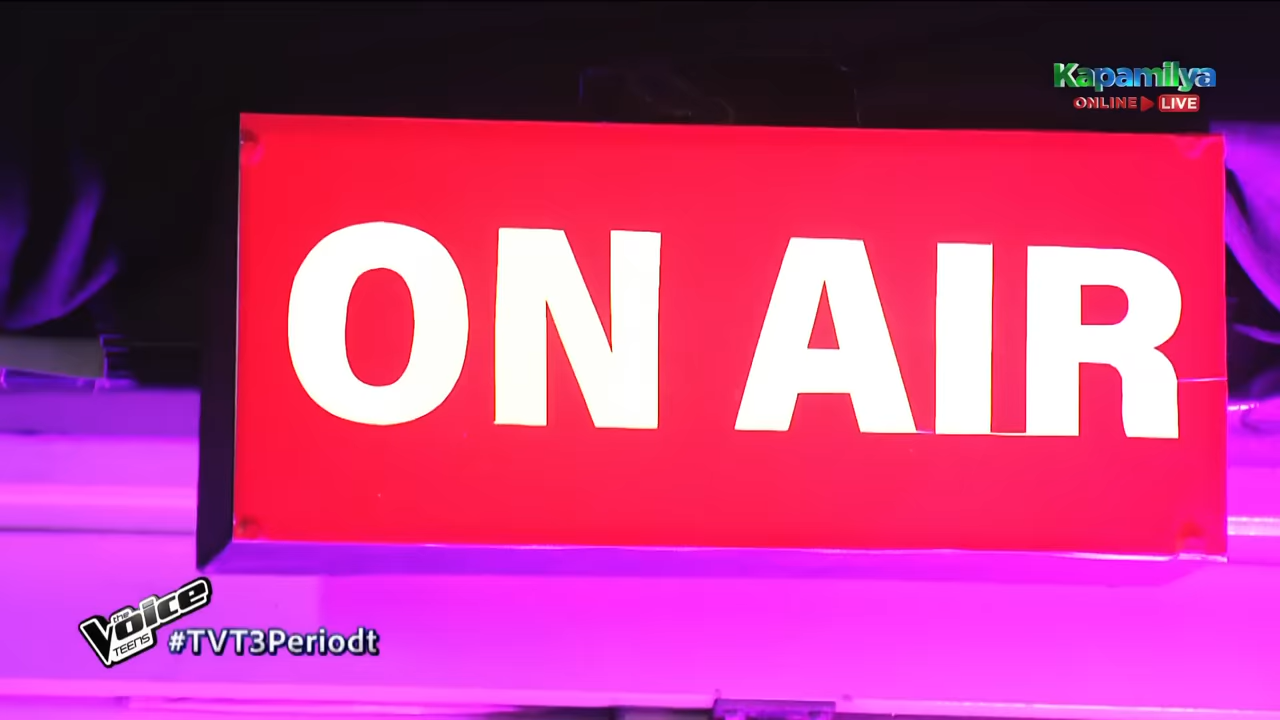 Kapamilya
ONLINE LIVE
ON AIR
the Voice TEENS
#TVT3Periodt